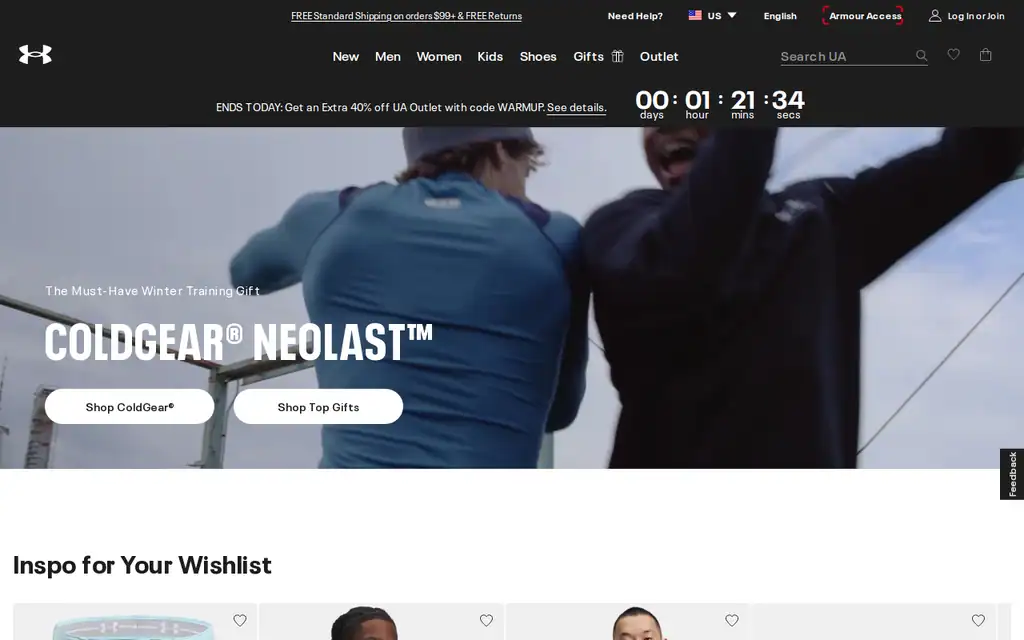 FREE Standard Shipping on orders $99+ & FREE Returns
Need Help?
US
English
Armour Access
Log In or Join
New
Men
Women
Kids
Shoes
Gifts
Outlet
Search UA
ENDS TODAY: Get an Extra 40% off UA Outlet with code WARMUP. See details.
00 : 01 : 21 : 34
days hour mins secs
The Must-Have Winter Training Gift
COLDGEAR® NEOLAST™
Shop ColdGear®
Shop Top Gifts
Feedback
Inspo for Your Wishlist